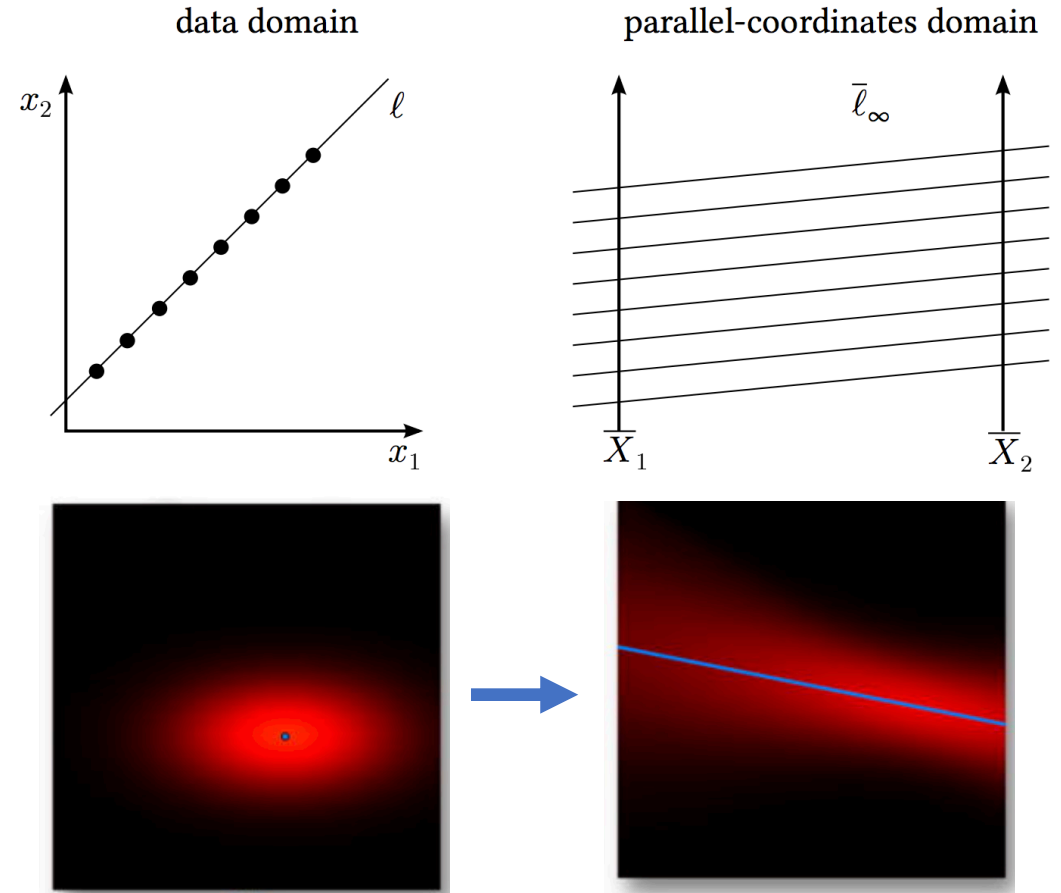 data domain
parallel-coordinates domain
x₂
ℓ
ℓ̅∞
x₁
X̅₁
X̅₂